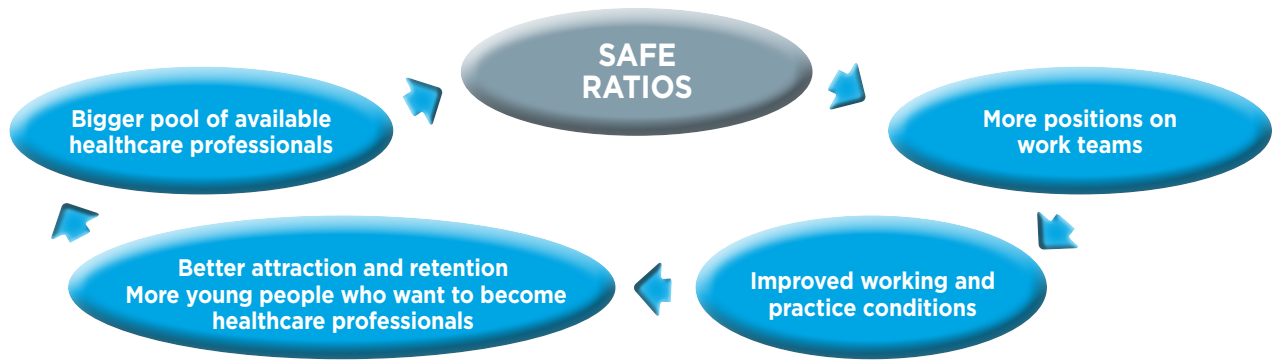 SAFE
RATIOS
Bigger pool of available
healthcare professionals
More positions on
work teams
Better attraction and retention
More young people who want to become
healthcare professionals
Improved working and
practice conditions